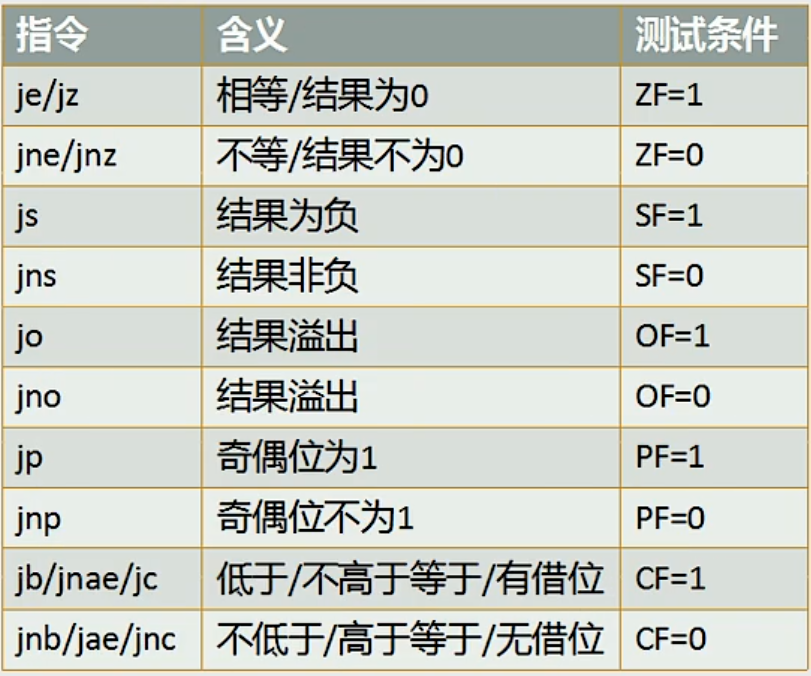 指令 含义 测试条件
je/jz 相等/结果为0 ZF=1
jne/jnz 不等/结果不为0 ZF=0
js 结果为负 SF=1
jns 结果非负 SF=0
jo 结果溢出 OF=1
jno 结果溢出 OF=0
jp 奇偶位为1 PF=1
jnp 奇偶位不为1 PF=0
jb/jnae/jc 低于/不高于等于/有借位 CF=1
jnb/jae/jnc 不低于/高于等于/无借位 CF=0